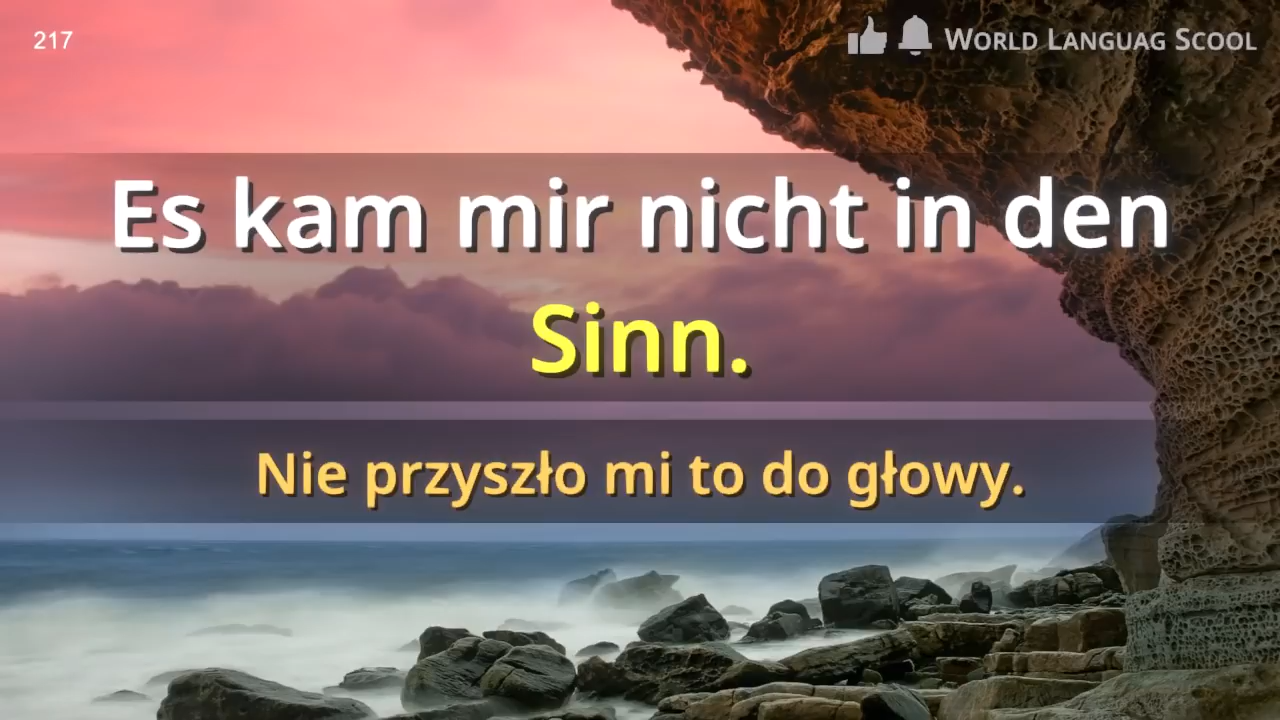 217
World Languag Scool
Es kam mir nicht in den
Sinn.
Nie przyszło mi to do głowy.